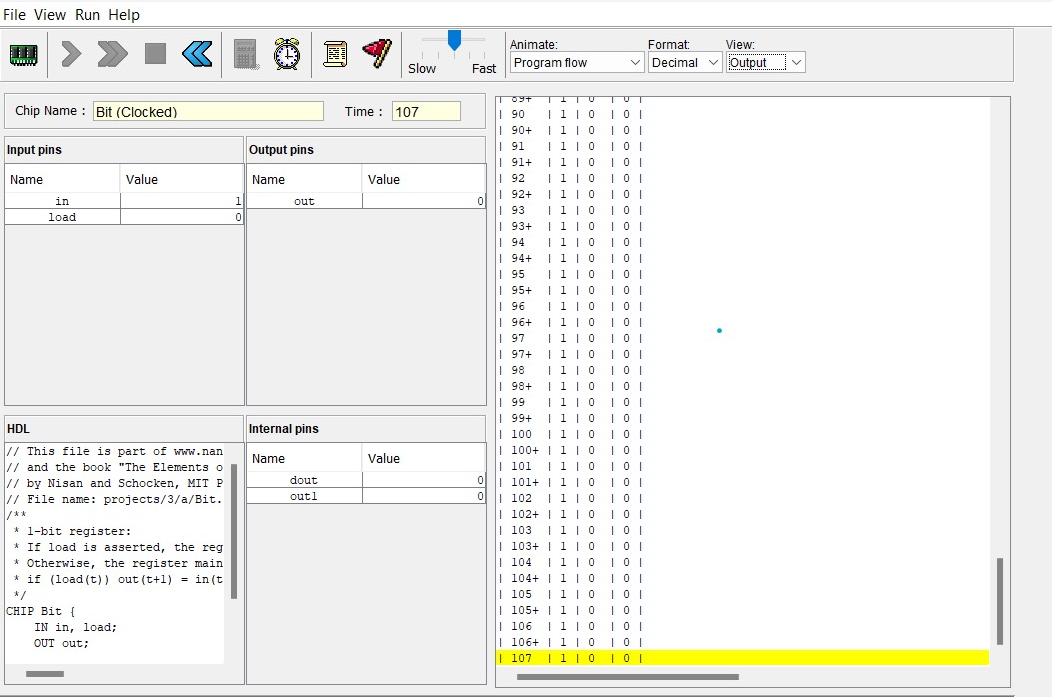 File View Run Help
Slow Fast
Animate: Format: View:
Program flow Decimal Output
Chip Name : Bit (Clocked) Time : 107
Input pins
Name Value
in 1
load 0
Output pins
Name Value
out 0
HDL
// This file is part of www.nan
// and the book "The Elements o
// by Nisan and Schocken, MIT P
// File name: projects/3/a/Bit.
/**
* 1-bit register:
* If load is asserted, the reg
* Otherwise, the register main
* if (load(t)) out(t+1) = in(t
*/
CHIP Bit {
IN in, load;
OUT out;
Internal pins
Name Value
dout 0
out1 0
| 89+ | 1 | 0 | 0 |
| 90 | 1 | 0 | 0 |
| 90+ | 1 | 0 | 0 |
| 91 | 1 | 0 | 0 |
| 91+ | 1 | 0 | 0 |
| 92 | 1 | 0 | 0 |
| 92+ | 1 | 0 | 0 |
| 93 | 1 | 0 | 0 |
| 93+ | 1 | 0 | 0 |
| 94 | 1 | 0 | 0 |
| 94+ | 1 | 0 | 0 |
| 95 | 1 | 0 | 0 |
| 95+ | 1 | 0 | 0 |
| 96 | 1 | 0 | 0 |
| 96+ | 1 | 0 | 0 |
| 97 | 1 | 0 | 0 |
| 97+ | 1 | 0 | 0 |
| 98 | 1 | 0 | 0 |
| 98+ | 1 | 0 | 0 |
| 99 | 1 | 0 | 0 |
| 99+ | 1 | 0 | 0 |
| 100 | 1 | 0 | 0 |
| 100+ | 1 | 0 | 0 |
| 101 | 1 | 0 | 0 |
| 101+ | 1 | 0 | 0 |
| 102 | 1 | 0 | 0 |
| 102+ | 1 | 0 | 0 |
| 103 | 1 | 0 | 0 |
| 103+ | 1 | 0 | 0 |
| 104 | 1 | 0 | 0 |
| 104+ | 1 | 0 | 0 |
| 105 | 1 | 0 | 0 |
| 105+ | 1 | 0 | 0 |
| 106 | 1 | 0 | 0 |
| 106+ | 1 | 0 | 0 |
| 107 | 1 | 0 | 0 |